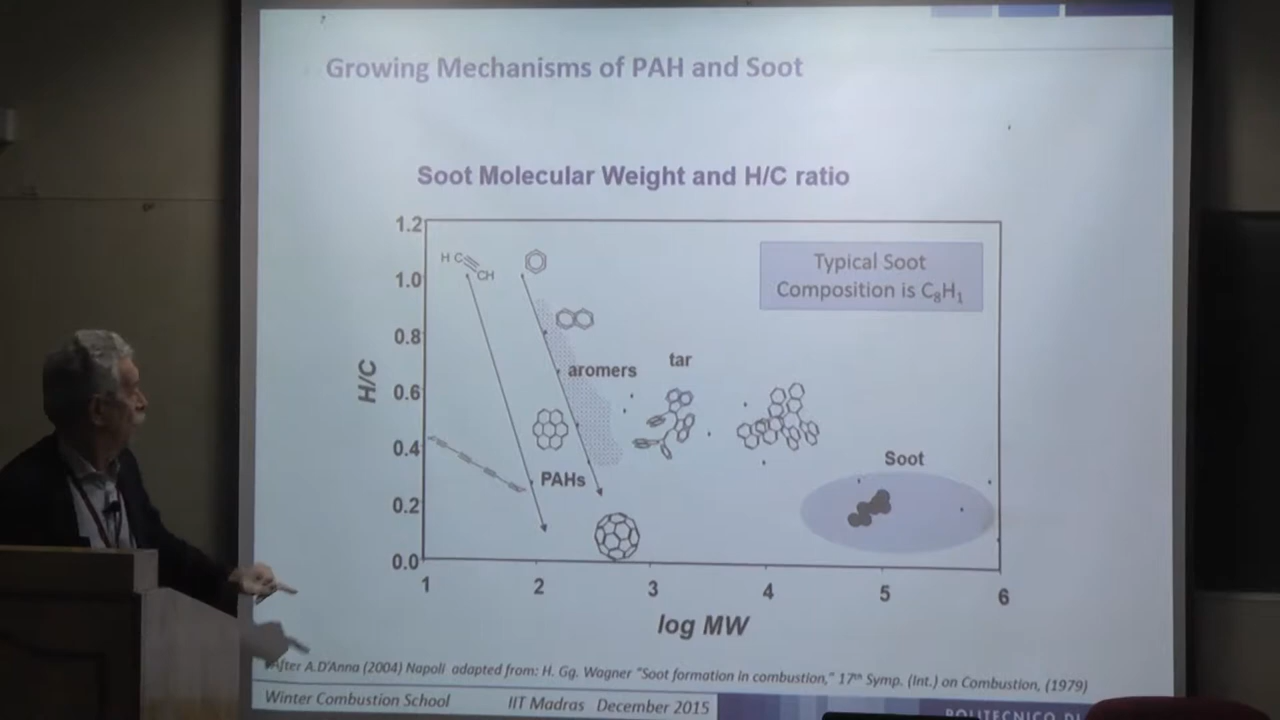 Growing Mechanisms of PAH and Soot
Soot Molecular Weight and H/C ratio
1.2
1.0
0.8
0.6
0.4
0.2
0.0
H/C
H C
CH
Typical Soot
Composition is C₈H₁
aromers
tar
PAHs
Soot
1 2 3 4 5 6
log MW
After A.D'Anna (2004) Napoli adapted from: H. Gg. Wagner "Soot formation in combustion," 17th Symp. (Int.) on Combustion, (1979)
Winter Combustion School IIT Madras December 2015
POLITECNICO DI